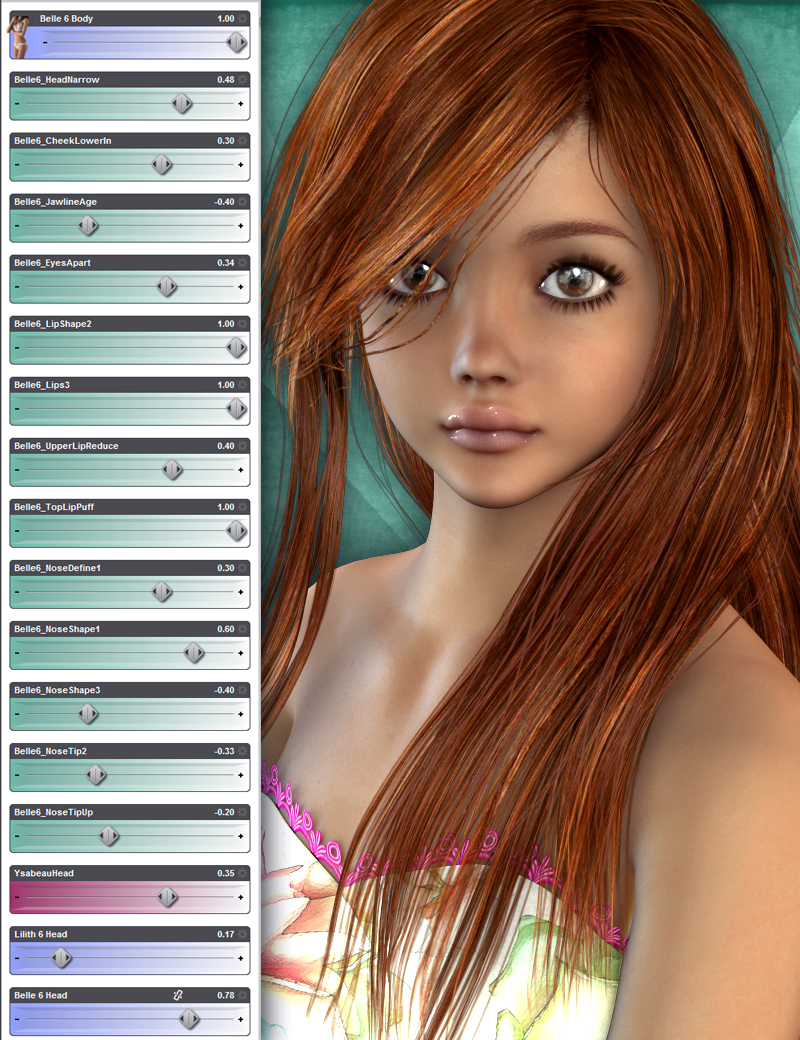 Belle 6 Body 1.00
-
Belle6_HeadNarrow 0.48
- +
Belle6_CheekLowerIn 0.30
- +
Belle6_JawlineAge -0.40
- +
Belle6_EyesApart 0.34
- +
Belle6_LipShape2 1.00
-
Belle6_Lips3 1.00
-
Belle6_UpperLipReduce 0.40
- +
Belle6_TopLipPuff 1.00
-
Belle6_NoseDefine1 0.30
- +
Belle6_NoseShape1 0.60
- +
Belle6_NoseShape3 -0.40
- +
Belle6_NoseTip2 -0.33
- +
Belle6_NoseTipUp -0.20
- +
YsabeauHead 0.35
- +
Lilith 6 Head 0.17
- +
Belle 6 Head 0.78
- +